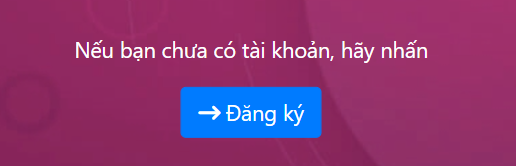 Nếu bạn chưa có tài khoản, hãy nhấn
→ Đăng ký